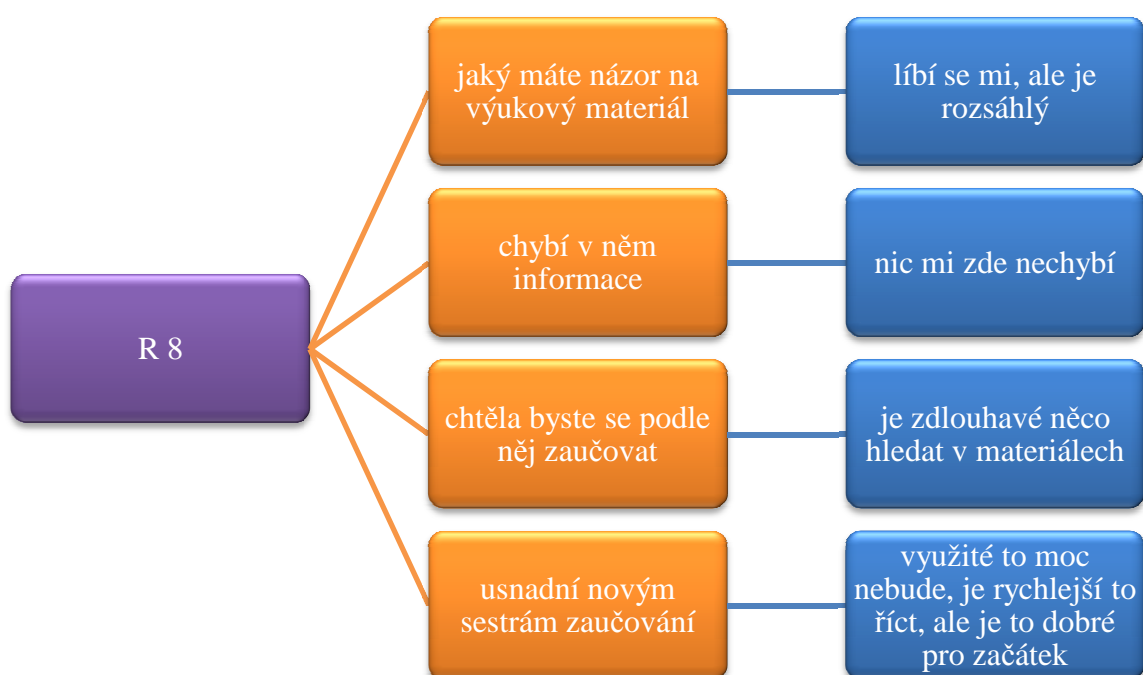 R 8
jaký máte názor na
výukový materiál
líbí se mi, ale je
rozsáhlý
chybí v něm
informace
nic mi zde nechybí
chtěla byste se podle
něj zaučovat
je zdlouhavé něco
hledat v materiálech
usnadní novým
sestrám zaučování
využité to moc
nebude, je rychlejší to
říct, ale je to dobré
pro začátek